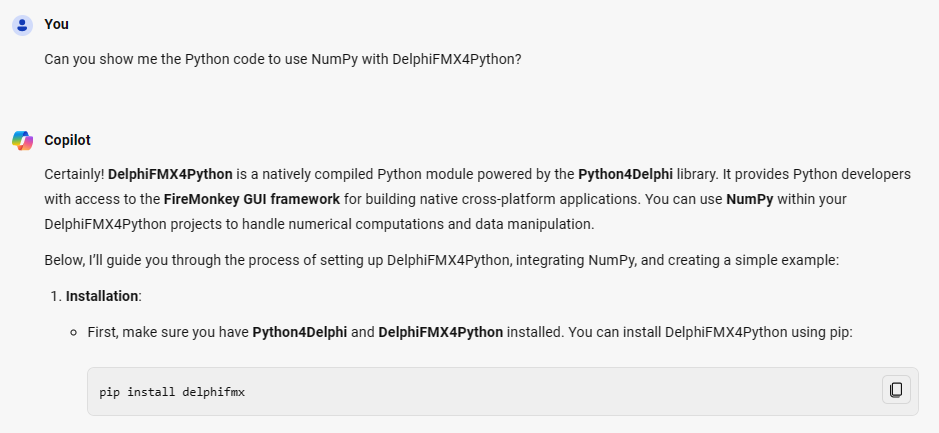 You
Can you show me the Python code to use NumPy with DelphiFMX4Python?
Copilot
Certainly! DelphiFMX4Python is a natively compiled Python module powered by the Python4Delphi library. It provides Python developers
with access to the FireMonkey GUI framework for building native cross-platform applications. You can use NumPy within your
DelphiFMX4Python projects to handle numerical computations and data manipulation.
Below, I’ll guide you through the process of setting up DelphiFMX4Python, integrating NumPy, and creating a simple example:
1. Installation:
First, make sure you have Python4Delphi and DelphiFMX4Python installed. You can install DelphiFMX4Python using pip:
pip install delphifmx